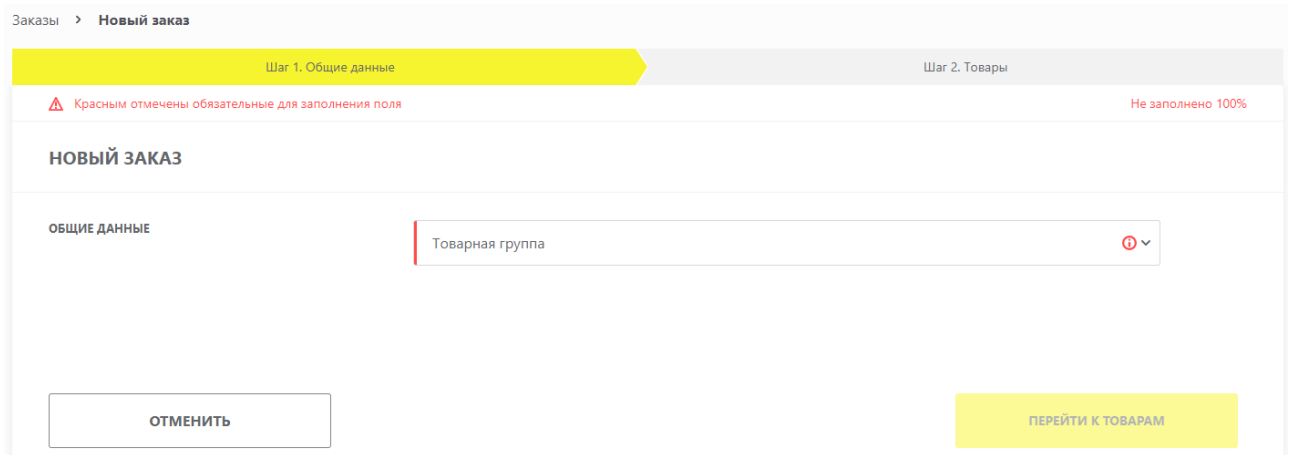 Заказы > Новый заказ
Шаг 1. Общие данные
Шаг 2. Товары
Красным отмечены обязательные для заполнения поля
Не заполнено 100%
НОВЫЙ ЗАКАЗ
ОБЩИЕ ДАННЫЕ
Товарная группа
ОТМЕНИТЬ
ПЕРЕЙТИ К ТОВАРАМ